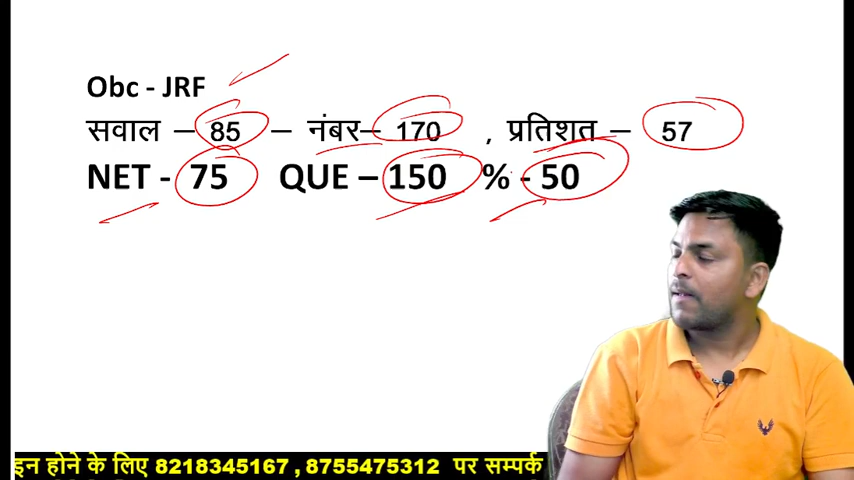 Obc - JRF
सवाल – 85 – नंबर– 170 , प्रतिशत – 57
NET - 75 QUE – 150 % - 50
इन होने के लिए 8218345167 , 8755475312 पर सम्पर्क